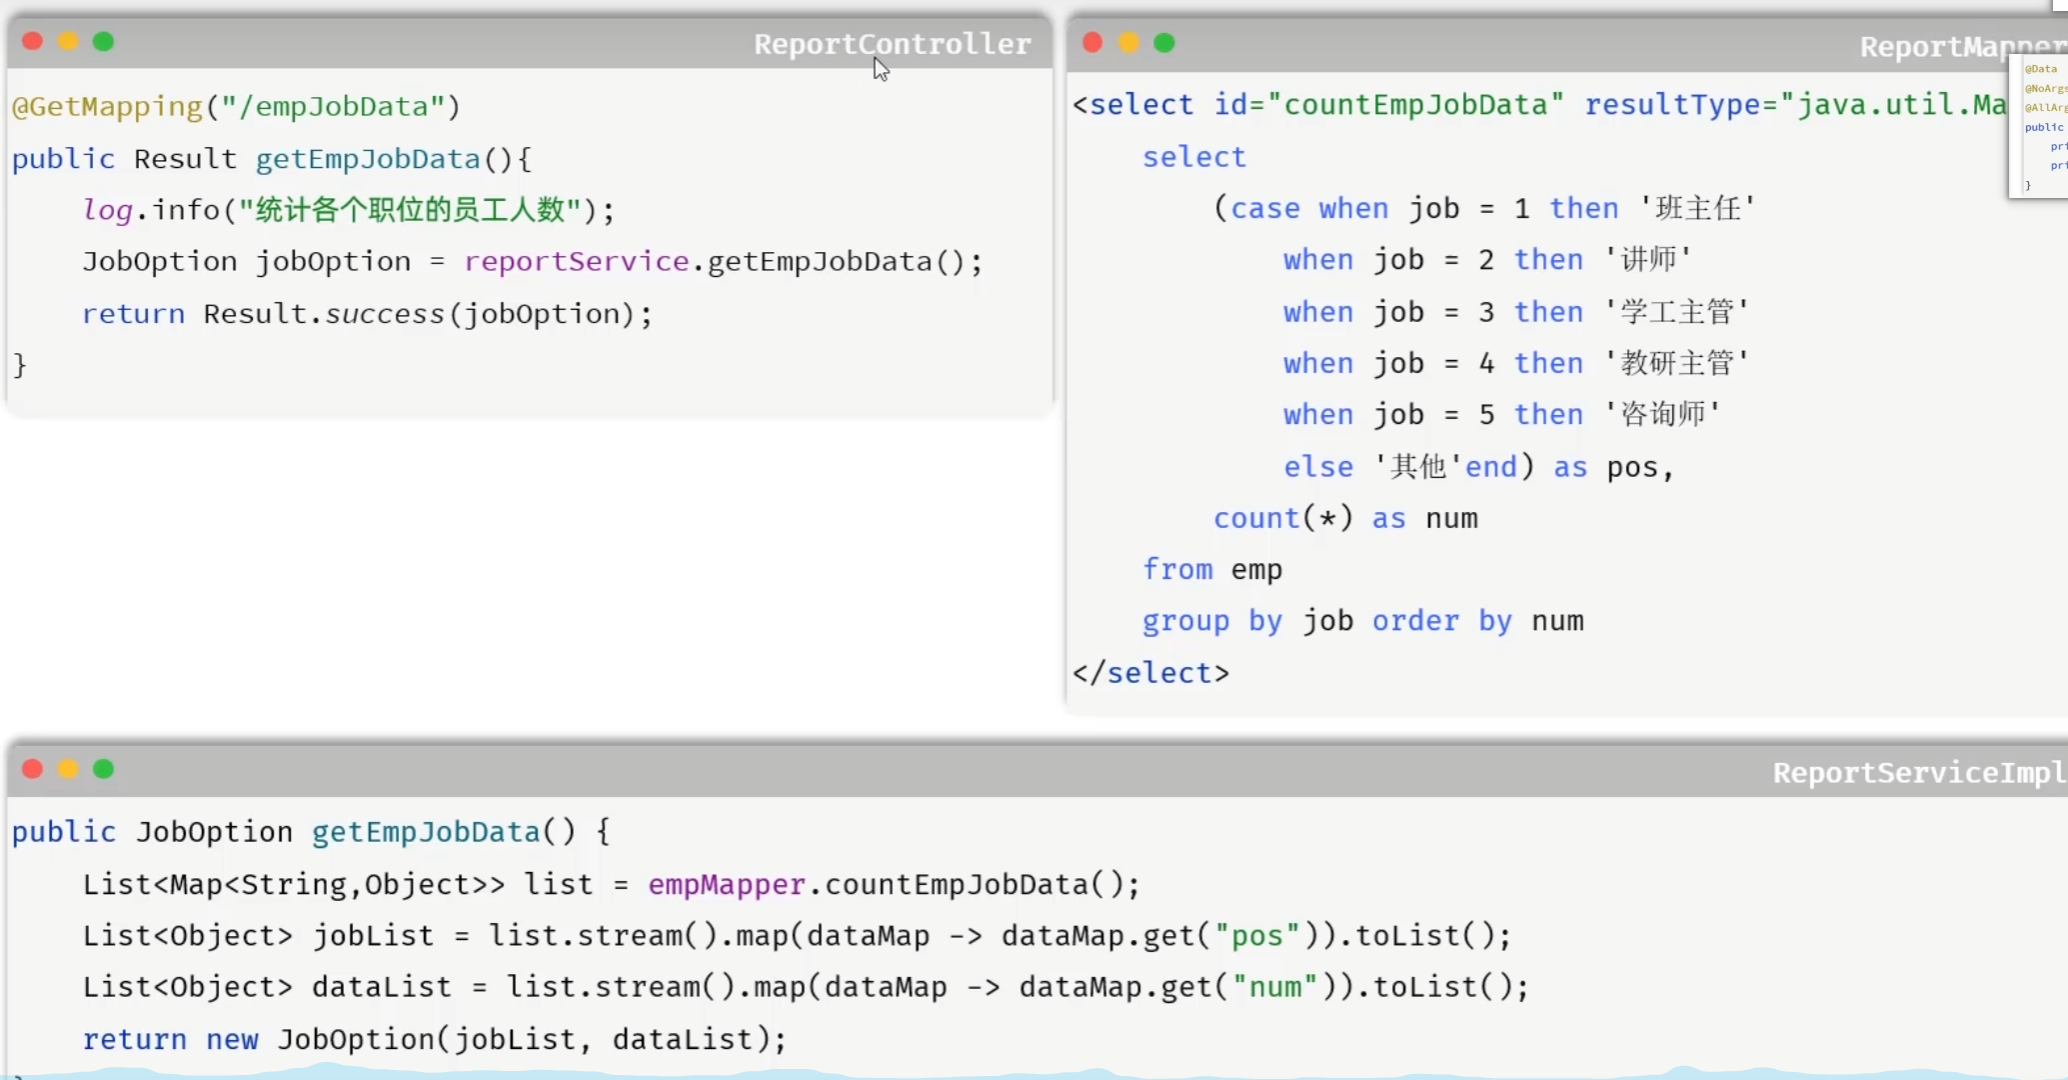 ReportController
@GetMapping("/empJobData")
public Result getEmpJobData(){
log.info("统计各个职位的员工人数");
JobOption jobOption = reportService.getEmpJobData();
return Result.success(jobOption);
}
ReportMapper
<select id="countEmpJobData" resultType="java.util.Ma
select
(case when job = 1 then '班主任'
when job = 2 then '讲师'
when job = 3 then '学工主管'
when job = 4 then '教研主管'
when job = 5 then '咨询师'
else '其他'end) as pos,
count(*) as num
from emp
group by job order by num
</select>
@Data
@NoArgs
@AllArg
public
pri
pri
}
ReportServiceImpl
public JobOption getEmpJobData() {
List<Map<String,Object>> list = empMapper.countEmpJobData();
List<Object> jobList = list.stream().map(dataMap -> dataMap.get("pos")).toList();
List<Object> dataList = list.stream().map(dataMap -> dataMap.get("num")).toList();
return new JobOption(jobList, dataList);